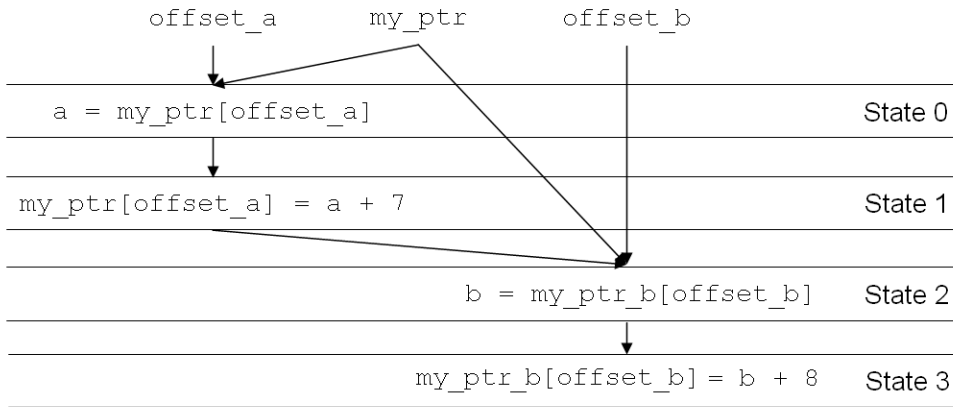 offset_a my_ptr offset_b
a = my_ptr[offset_a] State 0
my_ptr[offset_a] = a + 7 State 1
b = my_ptr_b[offset_b] State 2
my_ptr_b[offset_b] = b + 8 State 3